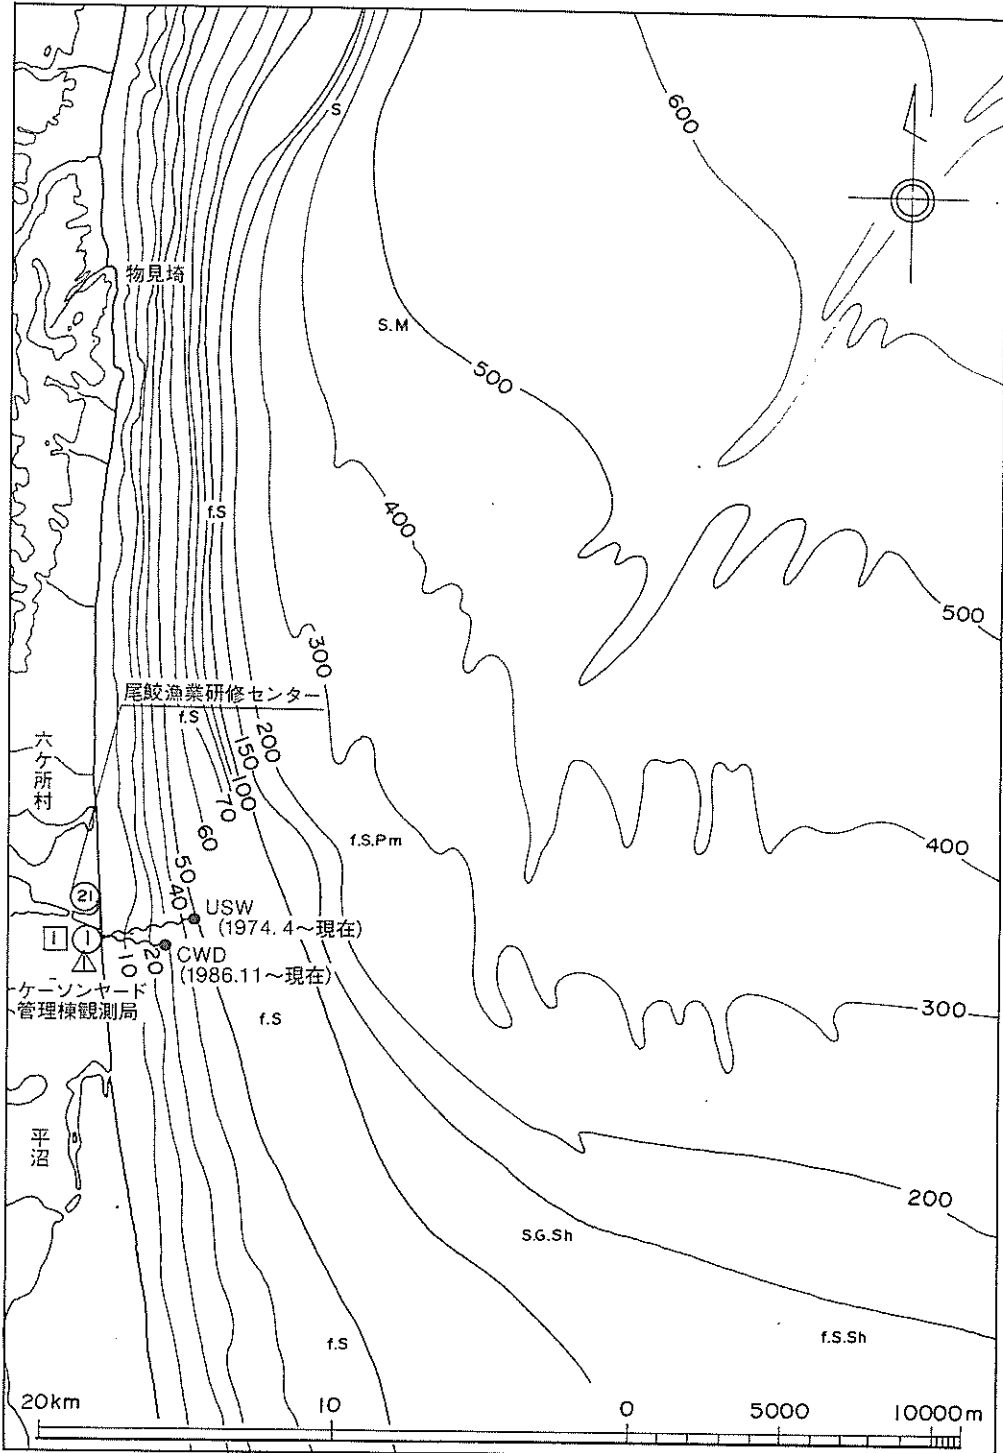 600
S
物見埼
S.M
500
400
f.S
500
300
尾鮫漁業研修センター
f.S
200
150
100
70
60
六ケ所村
f.S.Pm
400
50
40
21
USW
(1974.4〜現在)
1
1
CWD
(1986.11〜現在)
1
10
20
ケーソンヤード
管理棟観測局
f.S
300
平沼
200
S.G.Sh
f.S
f.S.Sh
20km
10
0
5000
10000m